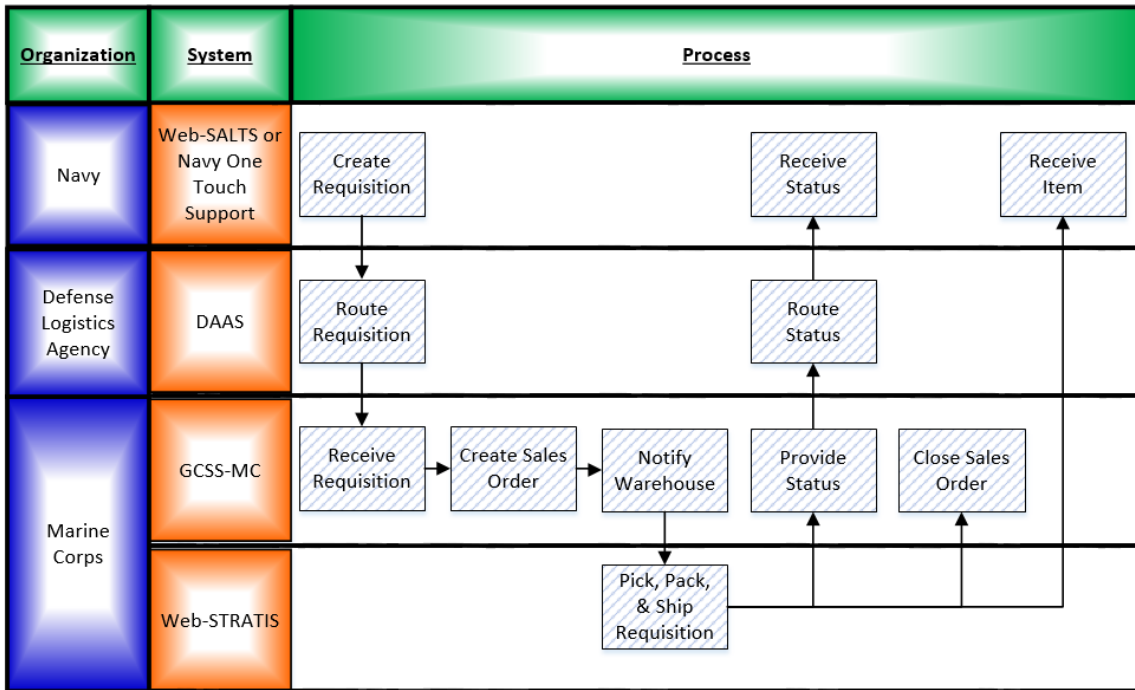 Organization
System
Process
Navy
Web-SALTS or
Navy One
Touch
Support
Create
Requisition
Receive
Status
Receive
Item
Defense
Logistics
Agency
DAAS
Route
Requisition
Route
Status
Marine
Corps
GCSS-MC
Receive
Requisition
Create Sales
Order
Notify
Warehouse
Provide
Status
Close Sales
Order
Web-STRATIS
Pick, Pack,
& Ship
Requisition